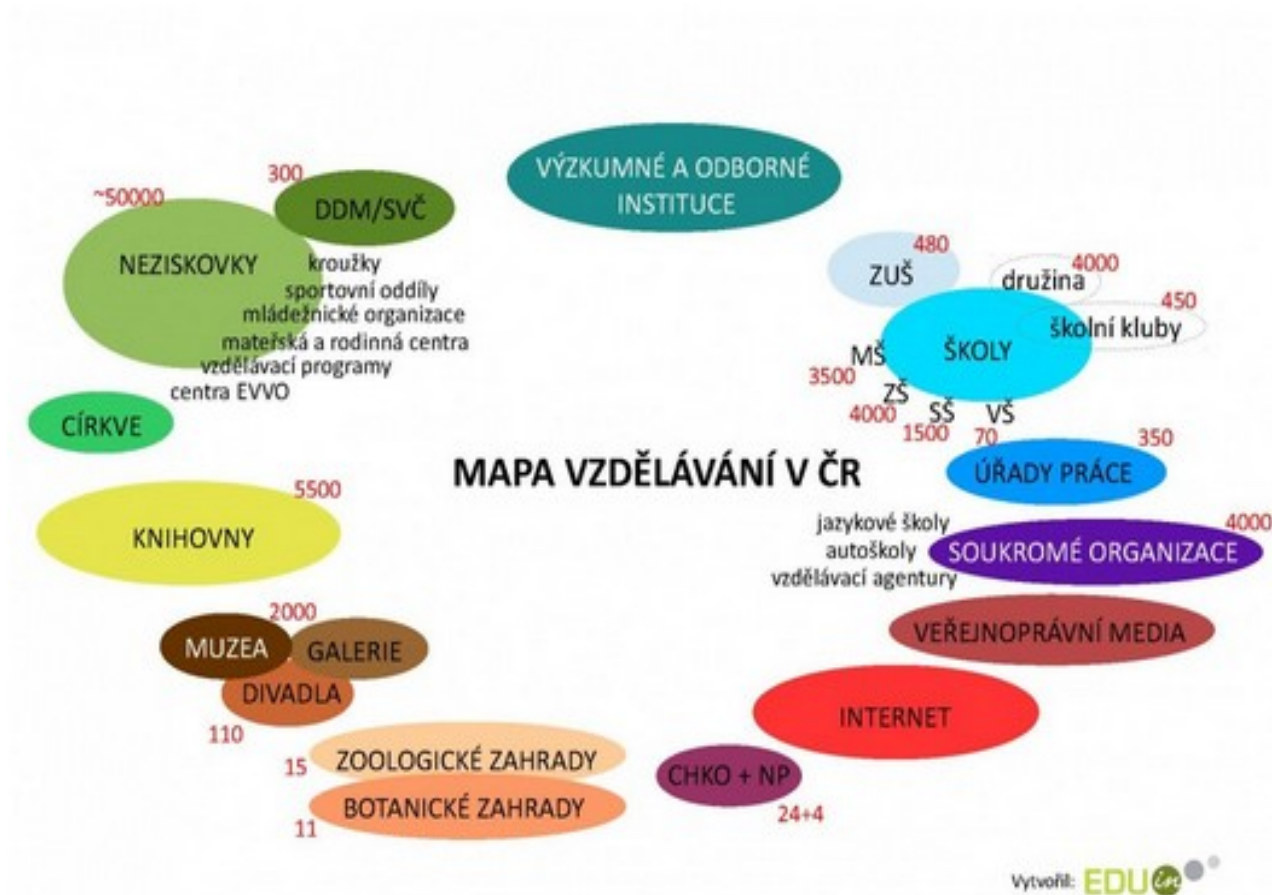 VÝZKUMNÉ A ODBORNÉ
INSTITUCE
300
~50000
DDM/SVČ
NEZISKOVKY
kroužky
sportovní oddíly
mládežnické organizace
mateřská a rodinná centra
vzdělávací programy
centra EVVO
CÍRKVE
480
ZUŠ
4000
družina
450
školní kluby
ŠKOLY
MŠ
3500
ZŠ
4000
SŠ
1500
VŠ
70
MAPA VZDĚLÁVÁNÍ V ČR
350
ÚŘADY PRÁCE
5500
KNIHOVNY
jazykové školy
autoškoly
vzdělávací agentury
4000
SOUKROMÉ ORGANIZACE
VEŘEJNOPRÁVNÍ MEDIA
2000
MUZEA
GALERIE
DIVADLA
110
INTERNET
15
ZOOLOGICKÉ ZAHRADY
11
BOTANICKÉ ZAHRADY
CHKO + NP
24+4
Vytvořil: EDUin